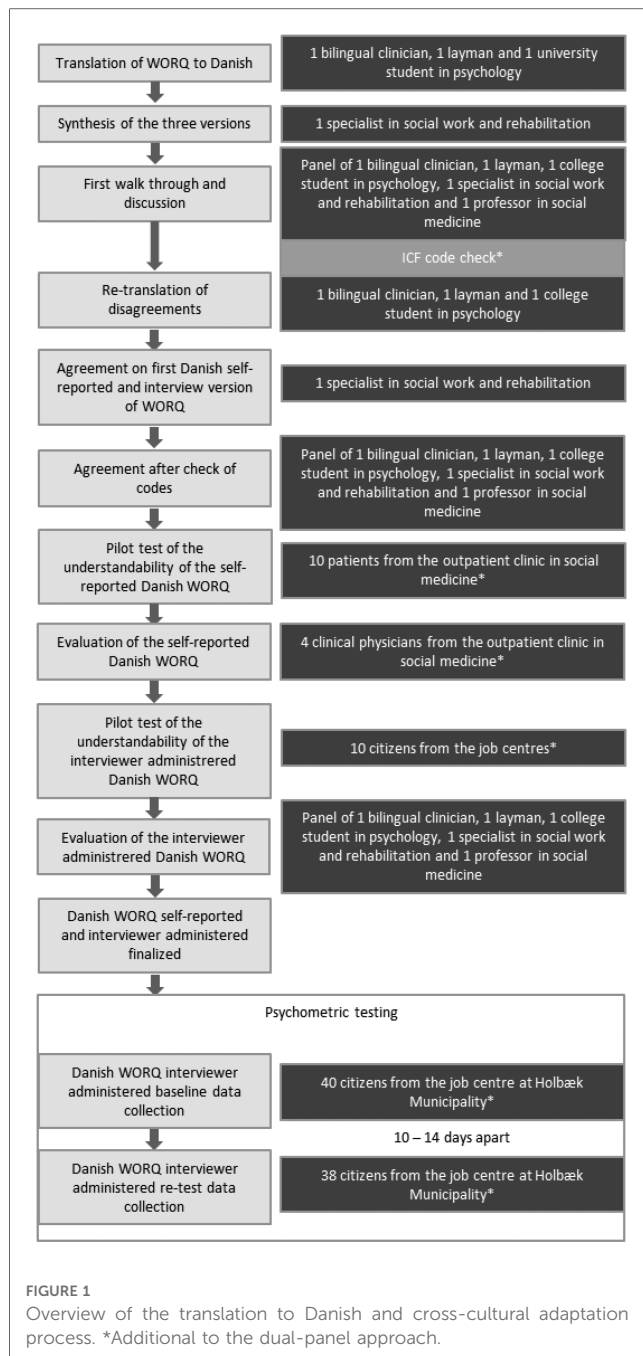 Translation of WORQ to Danish
1 bilingual clinician, 1 layman and 1 university
student in psychology
Synthesis of the three versions
1 specialist in social work and rehabilitation
First walk through and
discussion
Panel of 1 bilingual clinician, 1 layman, 1 college
student in psychology, 1 specialist in social work
and rehabilitation and 1 professor in social
medicine
ICF code check*
Re-translation of
disagreements
1 bilingual clinician, 1 layman and 1 college
student in psychology
Agreement on first Danish self-
reported and interview version
of WORQ
1 specialist in social work and rehabilitation
Agreement after check of
codes
Panel of 1 bilingual clinician, 1 layman, 1 college
student in psychology, 1 specialist in social work
and rehabilitation and 1 professor in social
medicine
Pilot test of the
understandability of the self-
reported Danish WORQ
10 patients from the outpatient clinic in social
medicine*
Evaluation of the self-reported
Danish WORQ
4 clinical physicians from the outpatient clinic in
social medicine*
Pilot test of the
understandability of the
interviewer administrered
Danish WORQ
10 citizens from the job centres*
Evaluation of the interviewer
administrered Danish WORQ
Panel of 1 bilingual clinician, 1 layman, 1 college
student in psychology, 1 specialist in social work
and rehabilitation and 1 professor in social
medicine
Danish WORQ self-reported
and interviewer administered
finalized
Psychometric testing
Danish WORQ interviewer
administered baseline data
collection
40 citizens from the job centre at Holbæk
Municipality*
10 – 14 days apart
Danish WORQ interviewer
administered re-test data
collection
38 citizens from the job centre at Holbæk
Municipality*
FIGURE 1
Overview of the translation to Danish and cross-cultural adaptation
process. *Additional to the dual-panel approach.